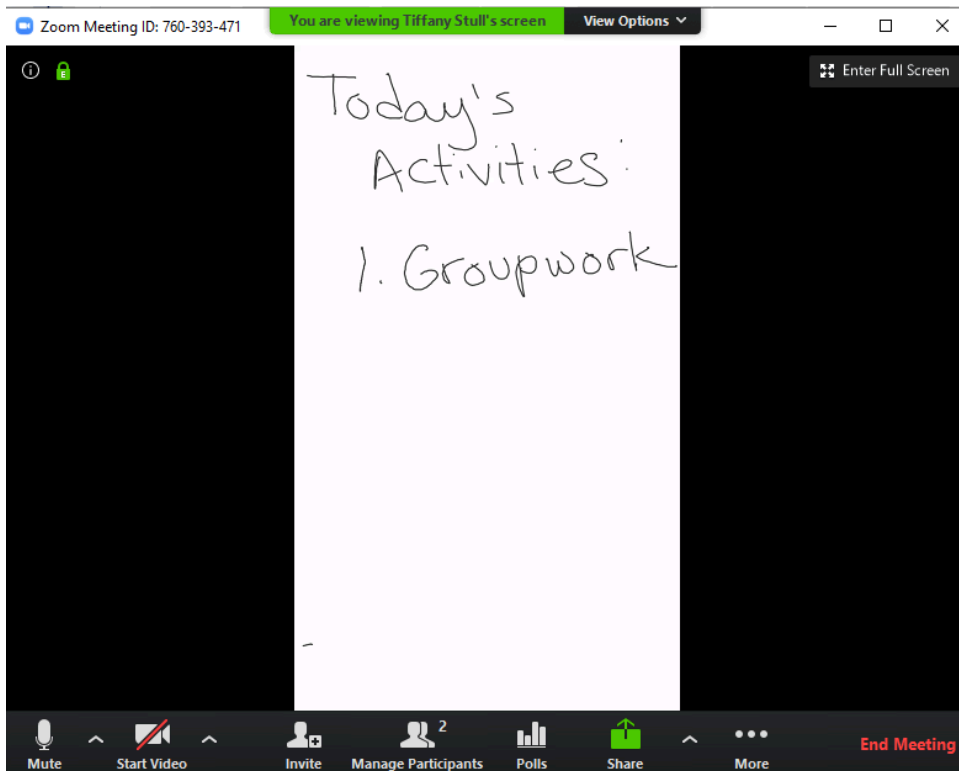 Zoom Meeting ID: 760-393-471 You are viewing Tiffany Stull's screen View Options
Enter Full Screen
Today's
Activities:
1. Groupwork
2
Mute Start Video Invite Manage Participants Polls Share More End Meeting